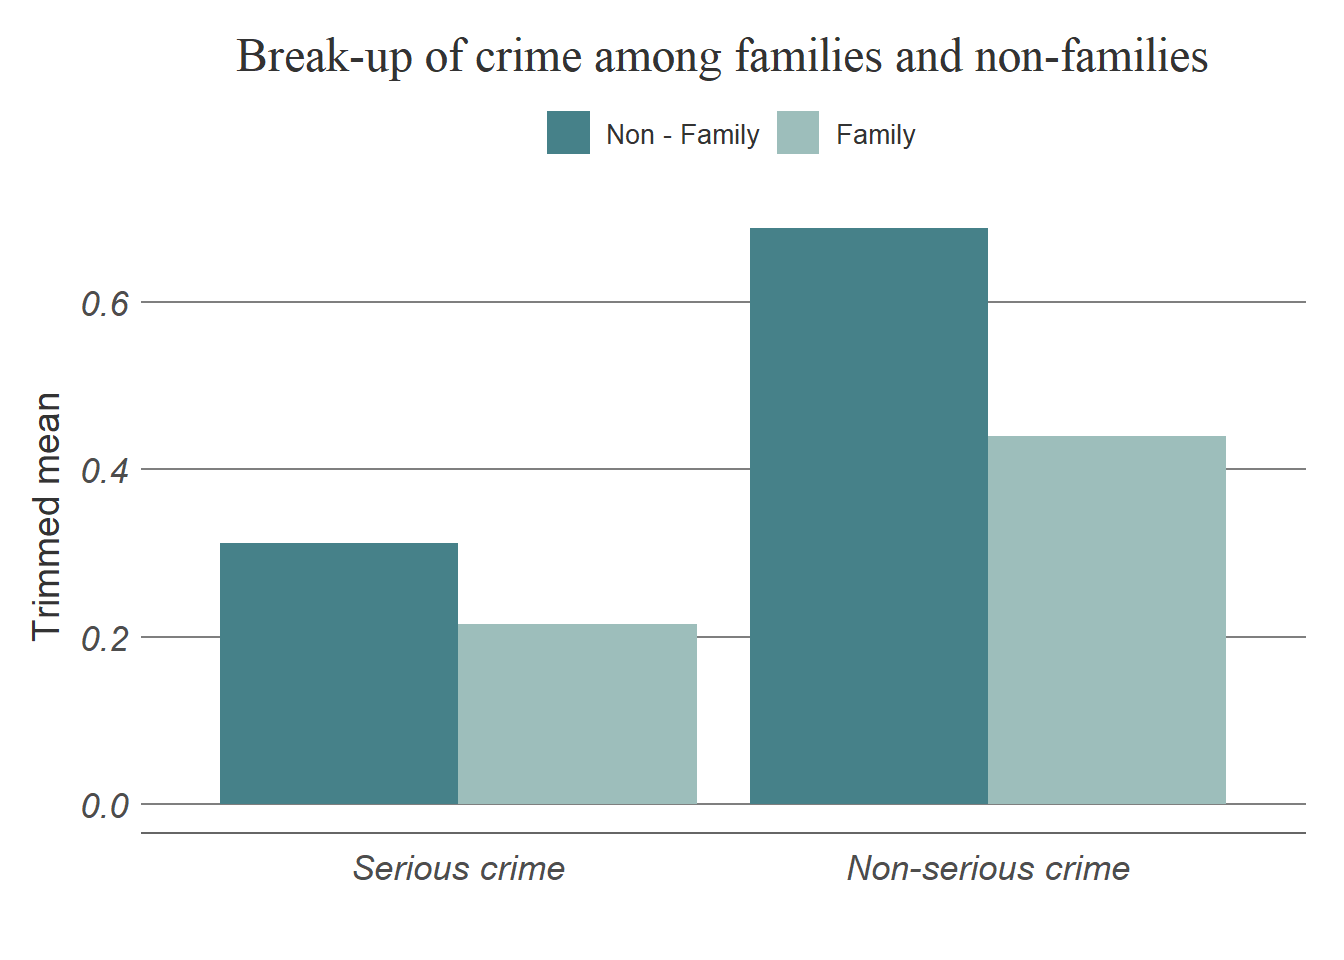 Break-up of crime among families and non-families
Non - Family
Family
Trimmed mean
0.6
0.4
0.2
0.0
Serious crime
Non-serious crime